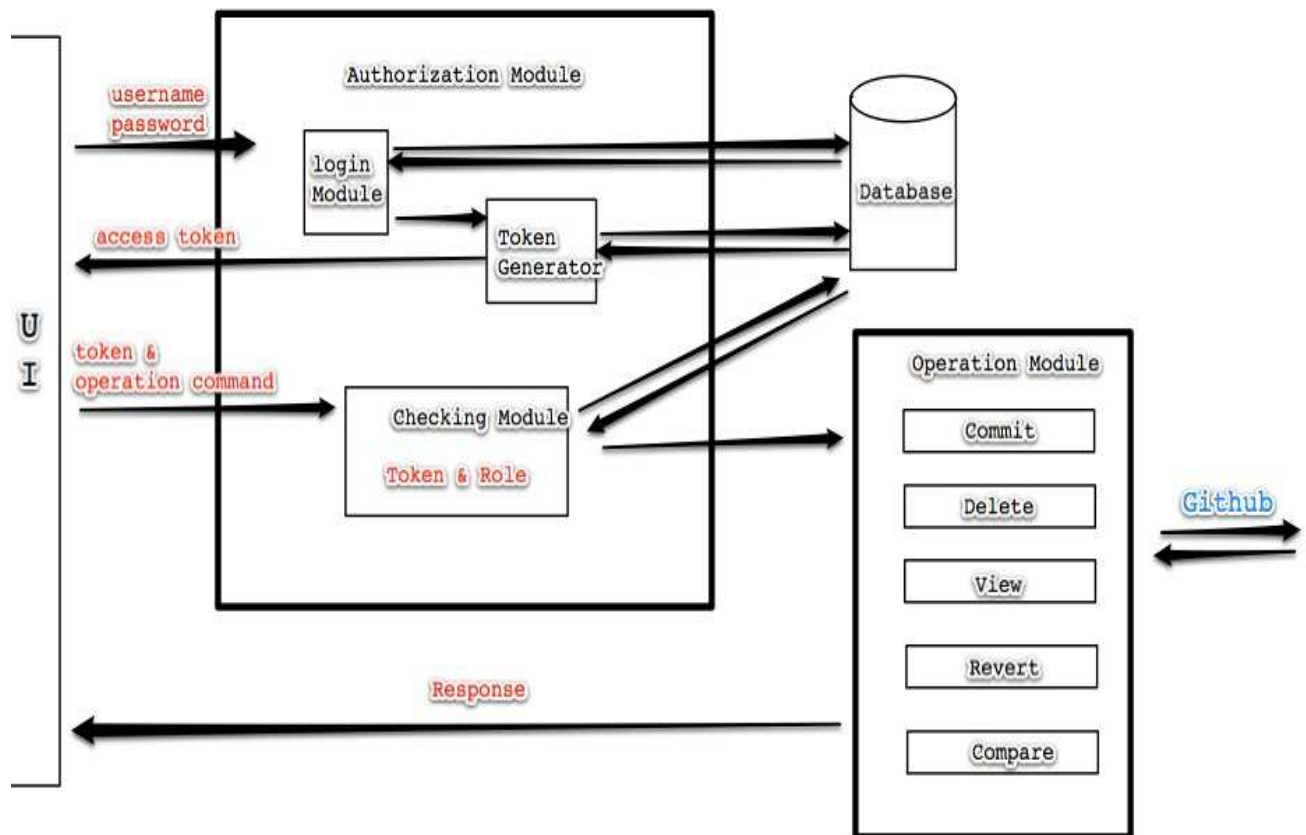 Authorization Module
username
password
login
Module
Database
access token
Token
Generator
U
I
token &
operation command
Checking Module
Token & Role
Operation Module
Commit
Delete
Github
View
Revert
Response
Compare